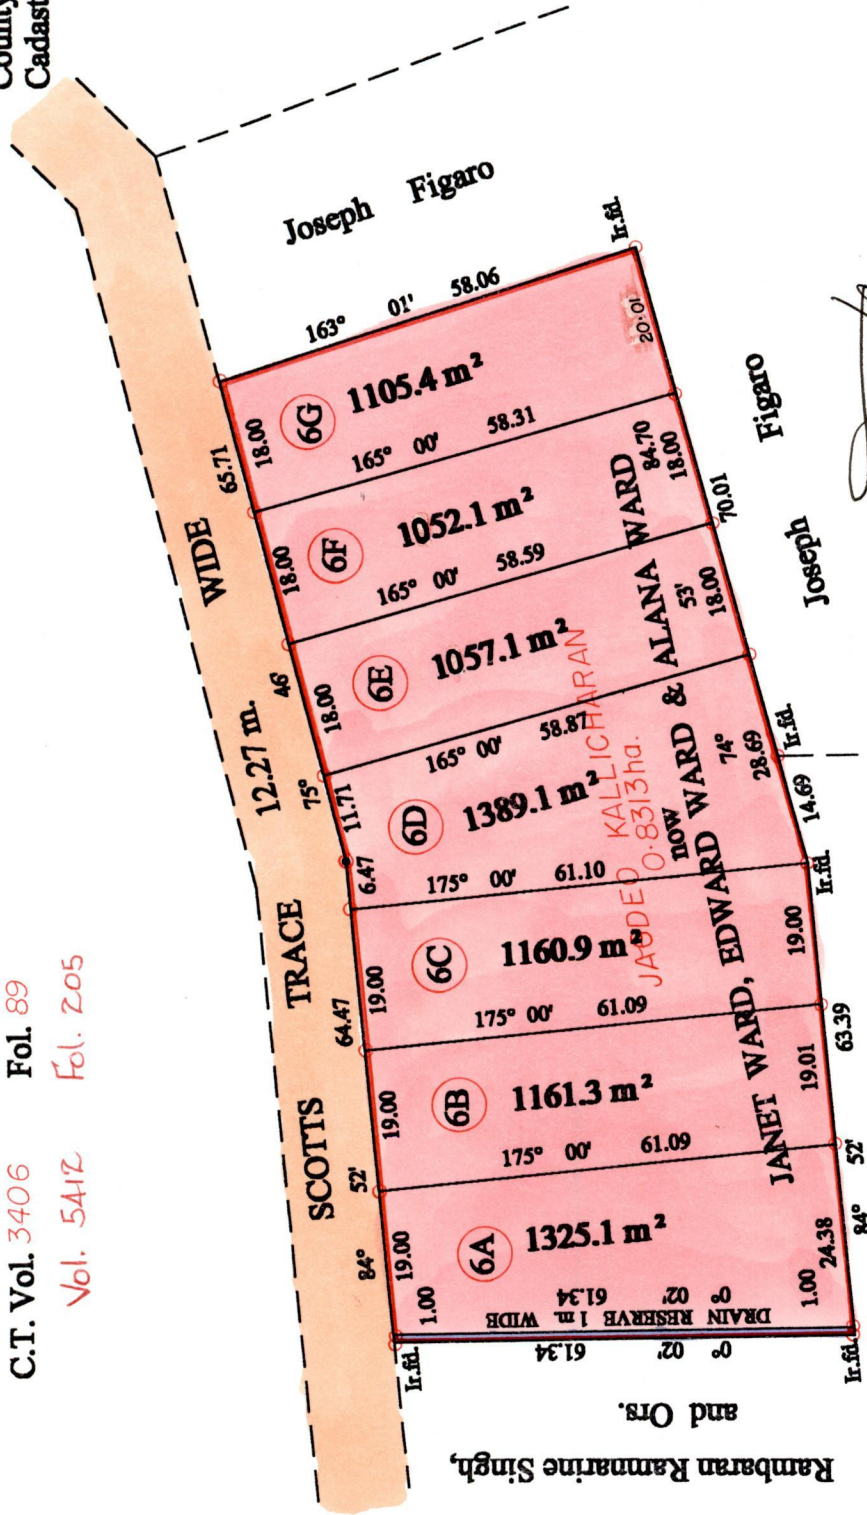 County
Cadast
C.T. Vol. 3406 Fol. 89
Vol. 5412 Fol. 205
SCOTTS TRACE 12.27 m. WIDE
84° 52' 64.47
75° 46' 65.71
Joseph Figaro
163° 01' 58.06
Ir.fd.
1.00
19.00
19.00
19.00
6.47
11.71
18.00
18.00
18.00
6A
1325.1 m²
6B
1161.3 m²
6C
1160.9 m²
6D
1389.1 m²
6E
1057.1 m²
6F
1052.1 m²
6G
1105.4 m²
175° 00' 61.09
175° 00' 61.09
175° 00' 61.10
165° 00' 58.87
165° 00' 58.59
165° 00' 58.31
0° 02' 61.34
DRAIN RESERVE 1 m. WIDE
0° 02' 61.34
JAGDEO KALLICHARAN
0.8313ha.
now
JANET WARD, EDWARD WARD & ALANA WARD
1.00
24.38
19.01
19.00
14.69
28.69
18.00
18.00
20.01
84° 52' 63.39
74° 53' 84.70
70.01
Ir.fd.
Ir.fd.
Ir.fd.
Ir.fd.
Joseph Figaro
Rambaran Ramnarine Singh,
and Ors.